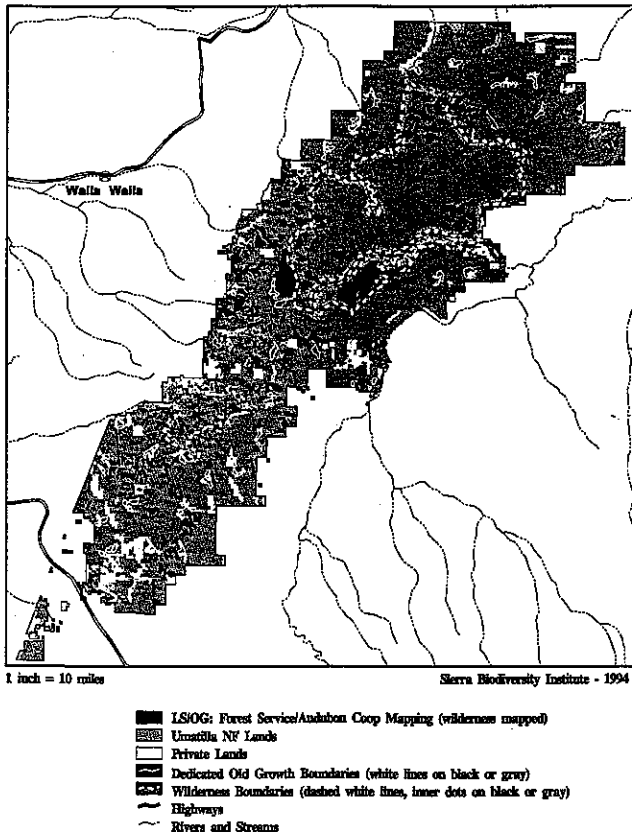 Walla Walla
1 inch = 10 miles
Sierra Biodiversity Institute - 1994
LS/OG: Forest Service/Audubon Coop Mapping (wilderness mapped)
Umatilla NF Lands
Private Lands
Dedicated Old Growth Boundaries (white lines on black or gray)
Wilderness Boundaries (dashed white lines, inner dots on black or gray)
Highways
Rivers and Streams